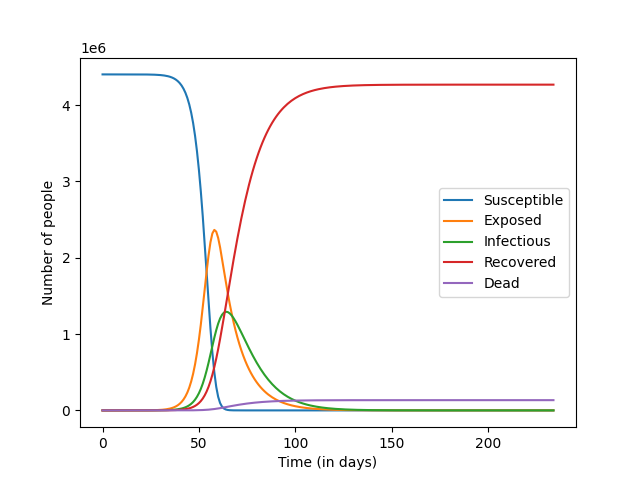 1e6
4
3
2
1
0
Number of people
0 50 100 150 200
Time (in days)
Susceptible
Exposed
Infectious
Recovered
Dead